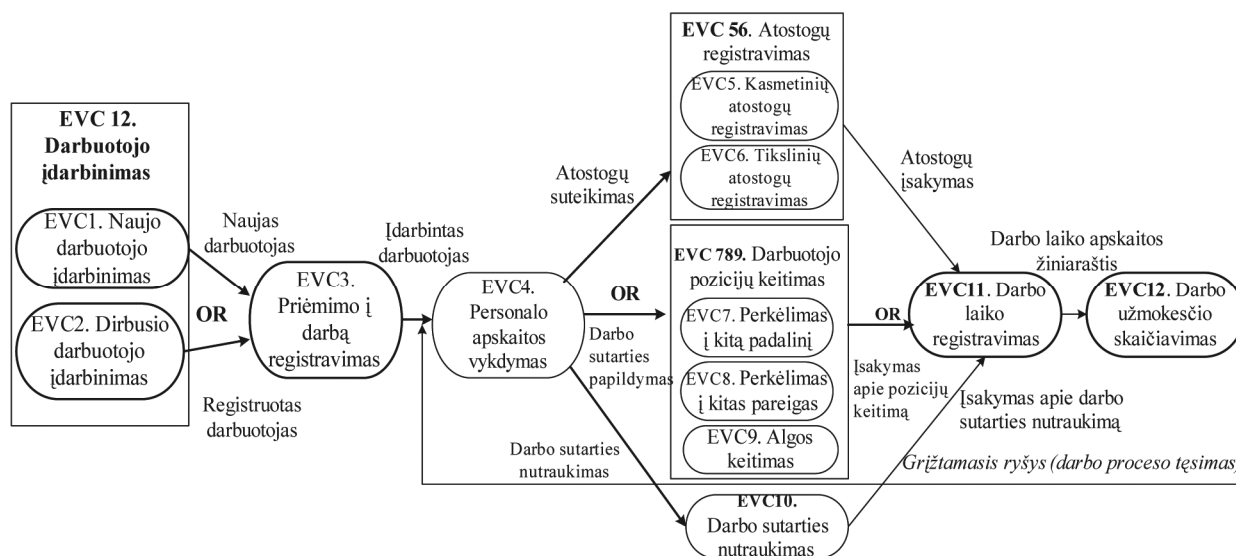 EVC 12.
Darbuotojo
įdarbinimas
EVC1. Naujo
darbuotojo
įdarbinimas
EVC2. Dirbusio
darbuotojo
įdarbinimas
Naujas
darbuotojas
OR
Registruotas
darbuotojas
EVC3.
Priėmimo į
darbą
registravimas
Įdarbintas
darbuotojas
EVC4.
Personalo
apskaitos
vykdymas
Atostogų
suteikimas
OR
Darbo
sutarties
papildymas
Darbo sutarties
nutraukimas
EVC 56. Atostogų
registravimas
EVC5. Kasmetinių
atostogų
registravimas
EVC6. Tikslinių
atostogų
registravimas
EVC 789. Darbuotojo
pozicijų keitimas
EVC7. Perkėlimas
į kitą padalinį
EVC8. Perkėlimas
į kitas pareigas
EVC9. Algos
keitimas
EVC10.
Darbo sutarties
nutraukimas
Atostogų
įsakymas
OR
Įsakymas
apie pozicijų
keitimą
Įsakymas apie darbo
sutarties nutraukimą
EVC11. Darbo
laiko
registravimas
Darbo laiko apskaitos
žiniaraštis
EVC12. Darbo
užmokesčio
skaičiavimas
Grįžtamasis ryšys (darbo proceso tęsimas)